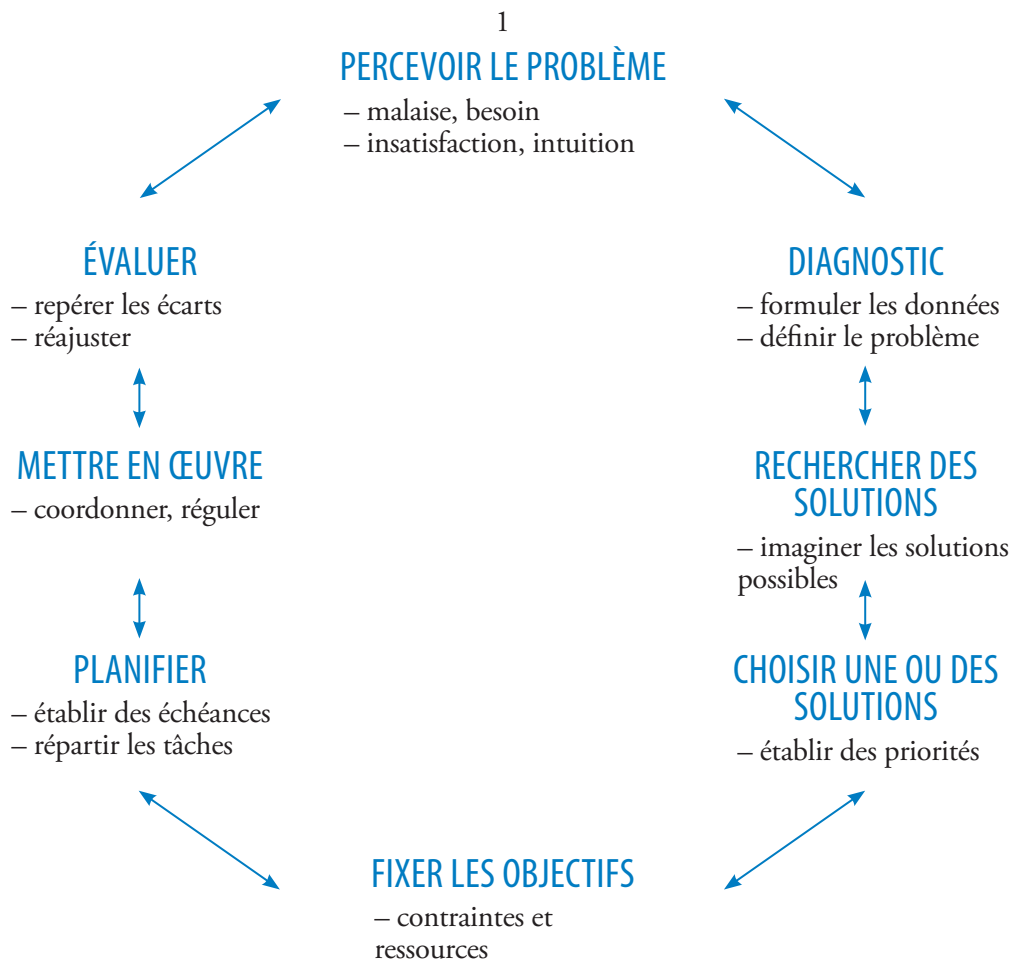 1
PERCEVOIR LE PROBLÈME
– malaise, besoin
– insatisfaction, intuition
DIAGNOSTIC
– formuler les données
– définir le problème
RECHERCHER DES
SOLUTIONS
– imaginer les solutions
possibles
CHOISIR UNE OU DES
SOLUTIONS
– établir des priorités
FIXER LES OBJECTIFS
– contraintes et
ressources
PLANIFIER
– établir des échéances
– répartir les tâches
METTRE EN ŒUVRE
– coordonner, réguler
ÉVALUER
– repérer les écarts
– réajuster